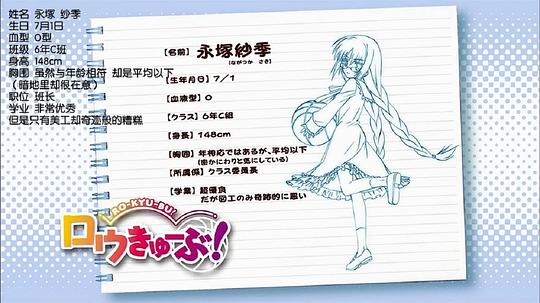 姓名 永塚 紗季
生日 7月1日
血型 O型
班级 6年C班
身高 148cm
胸围 虽然与年龄相符 却是平均以下
（暗地里却很在意）
职位 班长
学业 非常优秀
但是只有美工却奇迹般的糟糕
【名前】 永塚紗季
（ながつか さき）
【生年月日】 7/1
【血液型】 O
【クラス】 6年C組
【身長】 148cm
【胸囲】 年相応ではあるが、平均以下
（密かにわりと気にしている）
【所属係】 クラス委員長
【学業】 超優良
だが図工のみ奇跡的に悪い
RO-KYU-BU!
ロウきゅーぶ!